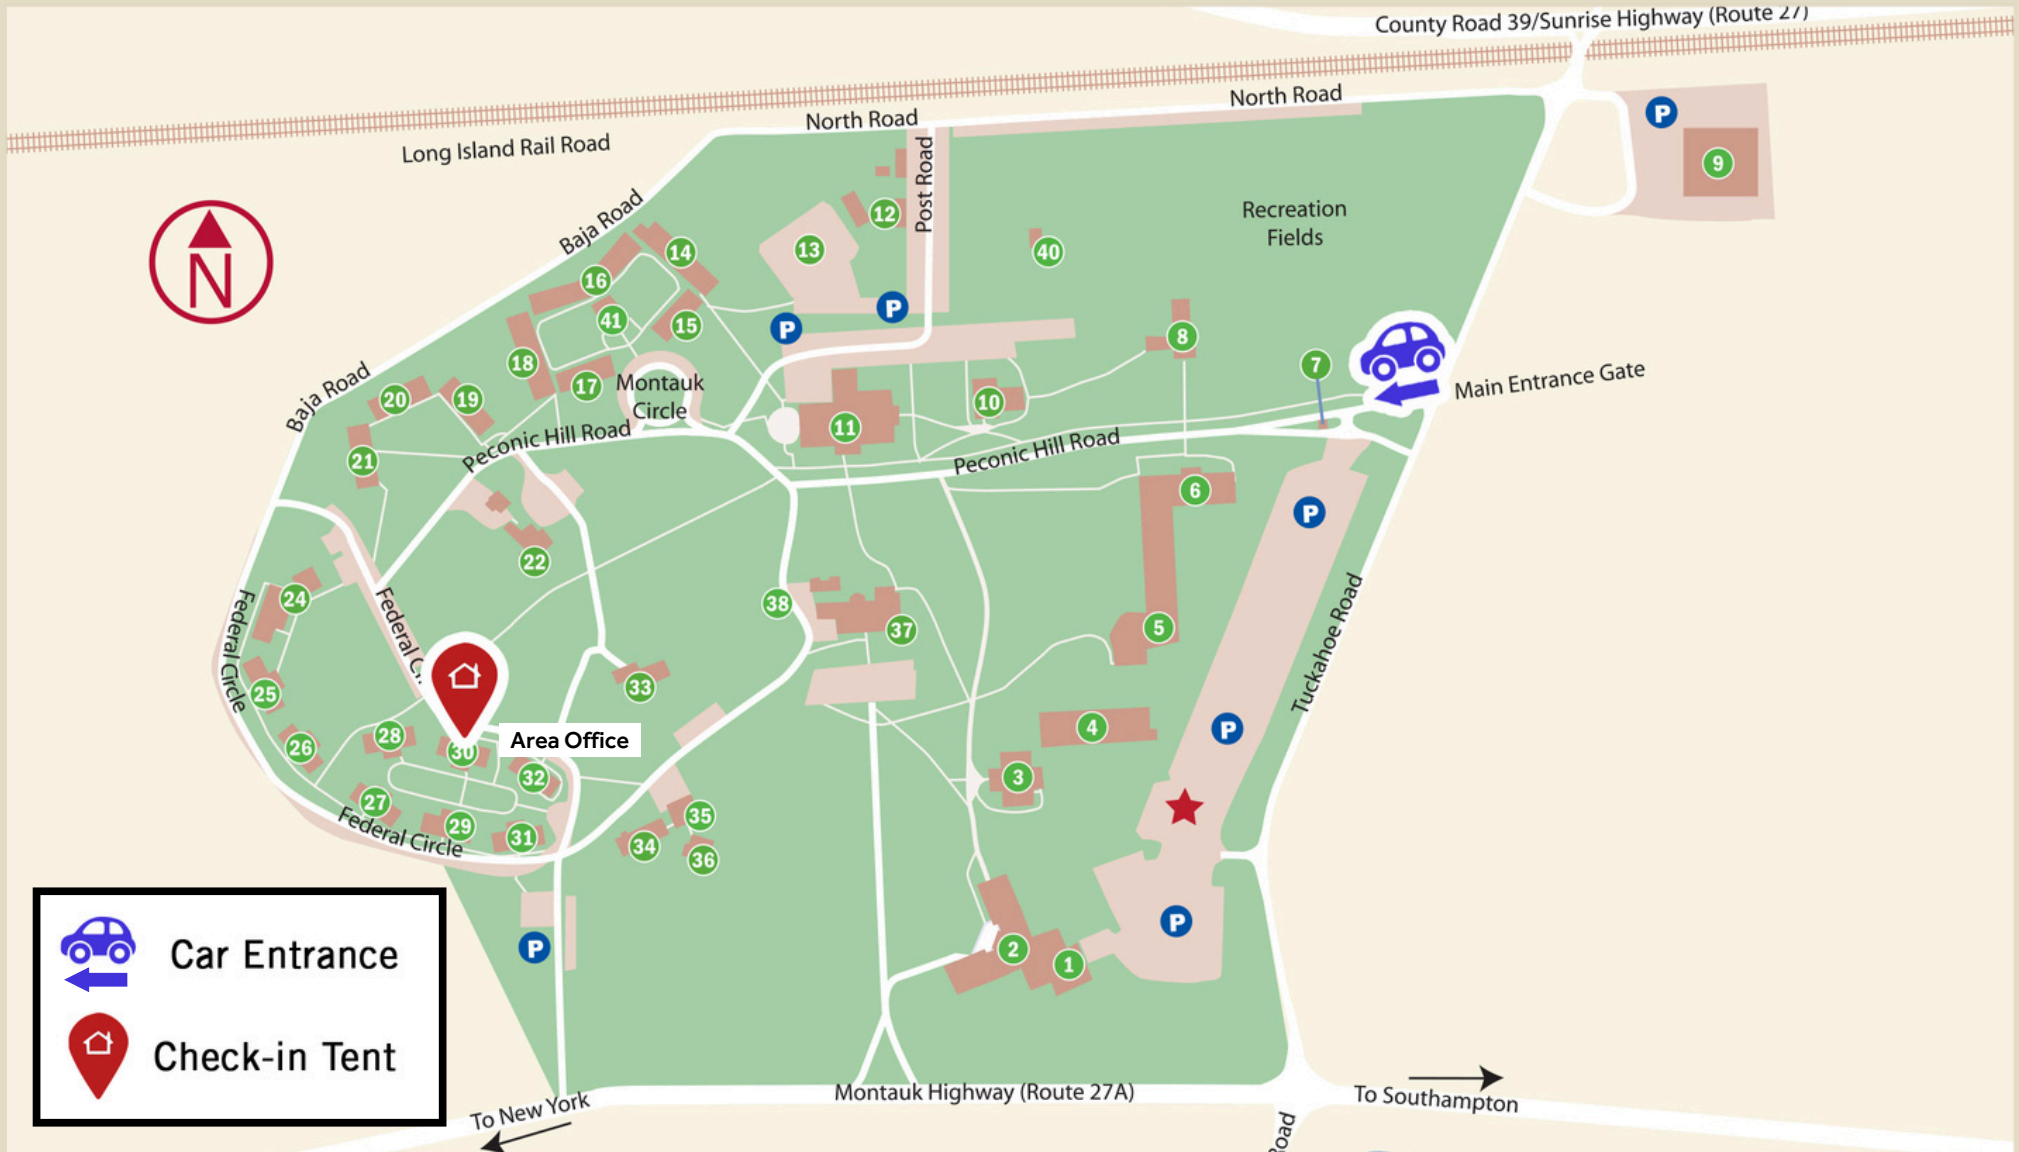 County Road 39/Sunrise Highway (Route 27)
North Road
North Road
Long Island Rail Road
P
9
Post Road
Baja Road
12
Recreation
Fields
N
13
14
40
16
P
41
15
P
8
18
7
Baja Road
17
Montauk
Circle
Main Entrance Gate
20
19
10
11
Peconic Hill Road
Peconic Hill Road
21
6
P
22
Federal Circle
24
Federal
38
37
5
Tuckahoe Road
33
25
4
P
28
26
30
Area Office
32
3
27
Federal Circle
29
31
35
34
36
P
Car Entrance
P
2
1
Check-in Tent
Montauk Highway (Route 27A)
To New York
To Southampton
Road